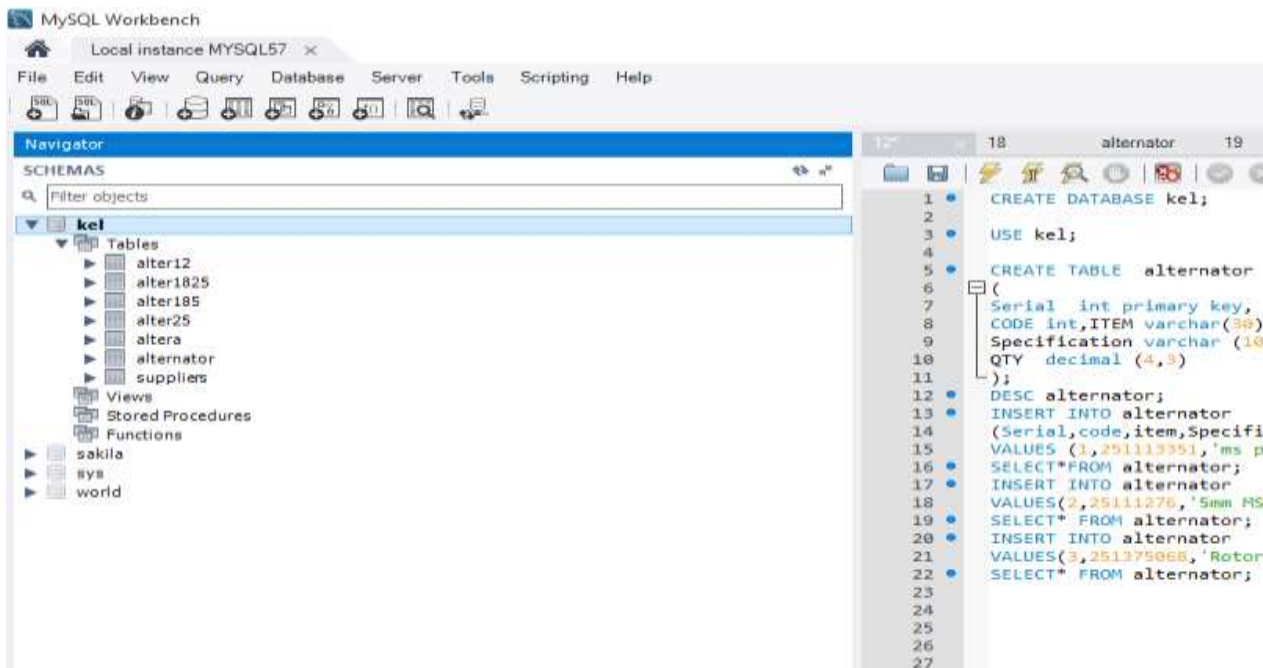 MySQL Workbench
Local instance MYSQL57 ×
File Edit View Query Database Server Tools Scripting Help
Navigator
SCHEMAS
Filter objects
kel
Tables
alter12
alter1825
alter185
alter25
altera
alternator
suppliers
Views
Stored Procedures
Functions
sakila
sys
world
12* 18 alternator 19
1 CREATE DATABASE kel;
2
3 USE kel;
4
5 CREATE TABLE alternator
6 (
7 Serial int primary key,
8 CODE int,ITEM varchar(30)
9 Specification varchar (10
10 QTY decimal (4,3)
11 );
12 DESC alternator;
13 INSERT INTO alternator
14 (Serial,code,item,Specifi
15 VALUES (1,251113351,'ms p
16 SELECT*FROM alternator;
17 INSERT INTO alternator
18 VALUES(2,25111276,'5mm MS
19 SELECT* FROM alternator;
20 INSERT INTO alternator
21 VALUES(3,251375068,'Rotor
22 SELECT* FROM alternator;
23
24
25
26
27